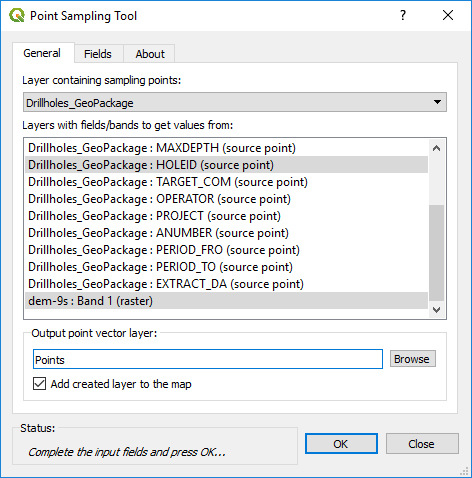 Point Sampling Tool
General Fields About
Layer containing sampling points:
Drillholes_GeoPackage
Layers with fields/bands to get values from:
Drillholes_GeoPackage : MAXDEPTH (source point)
Drillholes_GeoPackage : HOLEID (source point)
Drillholes_GeoPackage : TARGET_COM (source point)
Drillholes_GeoPackage : OPERATOR (source point)
Drillholes_GeoPackage : PROJECT (source point)
Drillholes_GeoPackage : ANUMBER (source point)
Drillholes_GeoPackage : PERIOD_FRO (source point)
Drillholes_GeoPackage : PERIOD_TO (source point)
Drillholes_GeoPackage : EXTRACT_DA (source point)
dem-9s : Band 1 (raster)
Output point vector layer:
Points Browse
Add created layer to the map
Status:
Complete the input fields and press OK...
OK Close